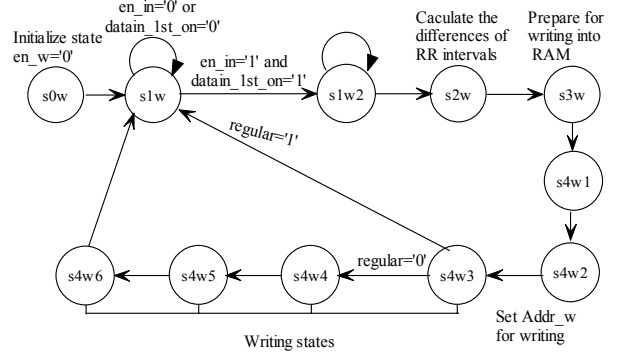 en_in='0' or
datain_1st_on='0'
Initialize state
en_w='0'
en_in='1' and
datain_1st_on='1'
Caculate the
differences of
RR intervals
Prepare for
writing into
RAM
s0w
s1w
s1w2
s2w
s3w
regular='1'
s4w1
s4w6
s4w5
s4w4
regular='0'
s4w3
s4w2
Set Addr_w
for writing
Writing states